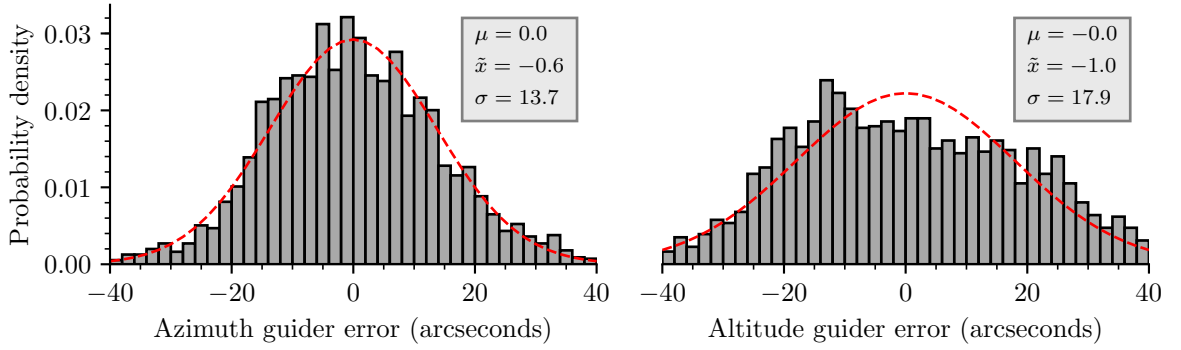 Probability density
0.03
0.02
0.01
0.00
−40
−20
0
20
40
Azimuth guider error (arcseconds)
μ = 0.0
x̃ = −0.6
σ = 13.7
−40
−20
0
20
40
Altitude guider error (arcseconds)
μ = −0.0
x̃ = −1.0
σ = 17.9